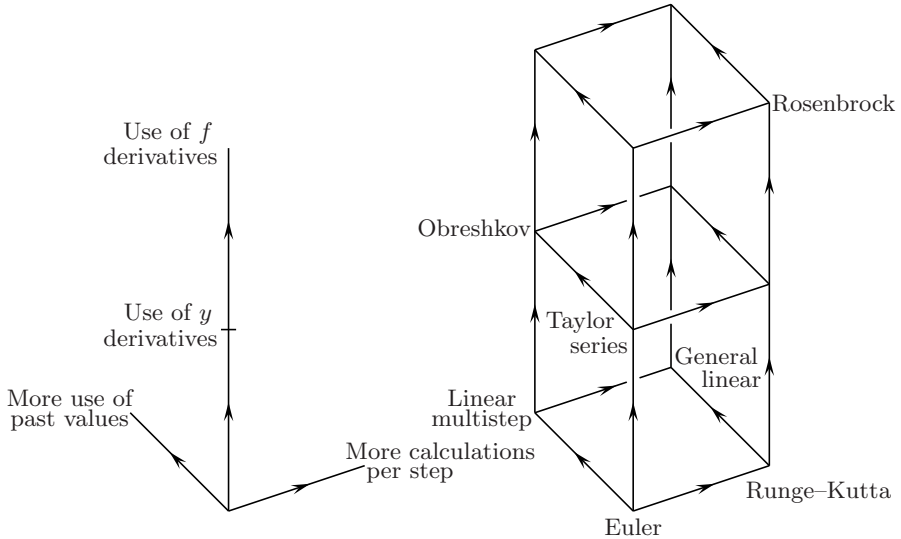 Use of f
derivatives
Use of y
derivatives
More use of
past values
More calculations
per step
Rosenbrock
Obreshkov
Taylor
series
General
linear
Linear
multistep
Runge–Kutta
Euler